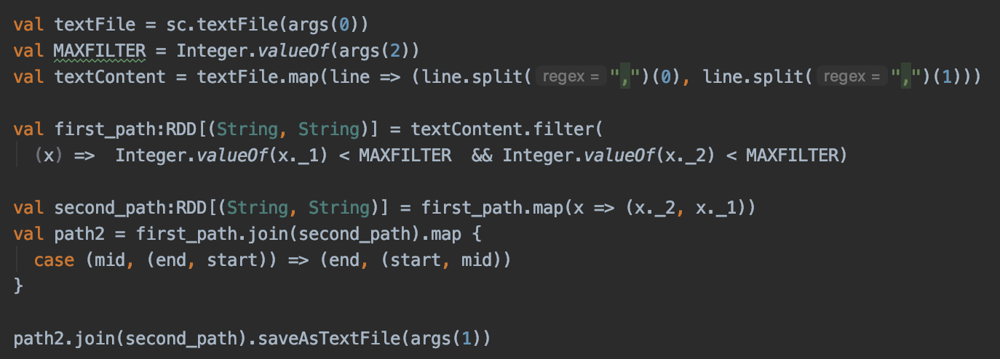 val textFile = sc.textFile(args(0))
val MAXFILTER = Integer.valueOf(args(2))
val textContent = textFile.map(line => (line.split( regex = ",")(0), line.split( regex = ",")(1)))
val first_path:RDD[(String, String)] = textContent.filter(
(x) =>  Integer.valueOf(x._1) < MAXFILTER  && Integer.valueOf(x._2) < MAXFILTER)
val second_path:RDD[(String, String)] = first_path.map(x => (x._2, x._1))
val path2 = first_path.join(second_path).map {
case (mid, (end, start)) => (end, (start, mid))
}
path2.join(second_path).saveAsTextFile(args(1))